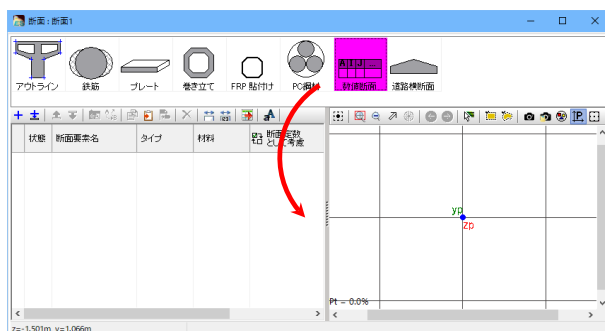 断面 : 断面1
アウトライン 鉄筋 プレート 巻き立て FRP 貼付け PC鋼材 数値断面 道路横断面
A I J ...
状態 断面要素名 タイプ 材料 断面定数
として考慮
yp
zp
Pt = 0.0%
z=-1.501m y=1.066m